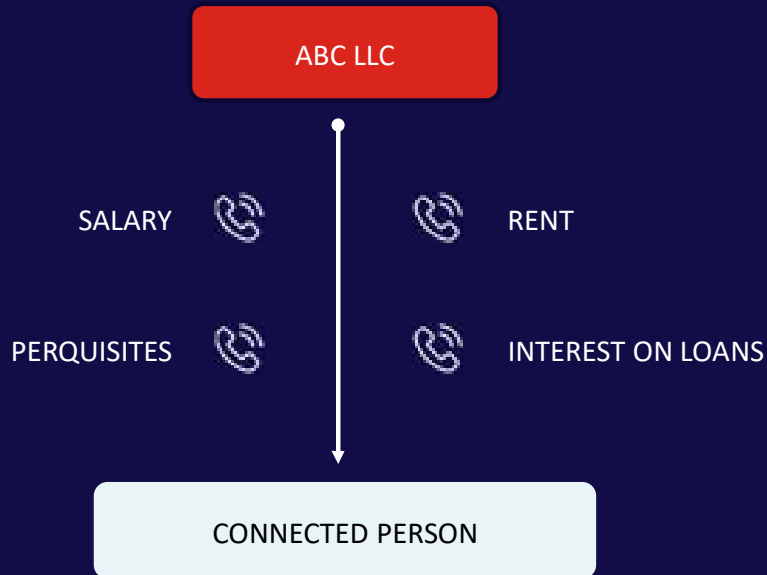 ABC LLC
SALARY
RENT
PERQUISITES
INTEREST ON LOANS
CONNECTED PERSON